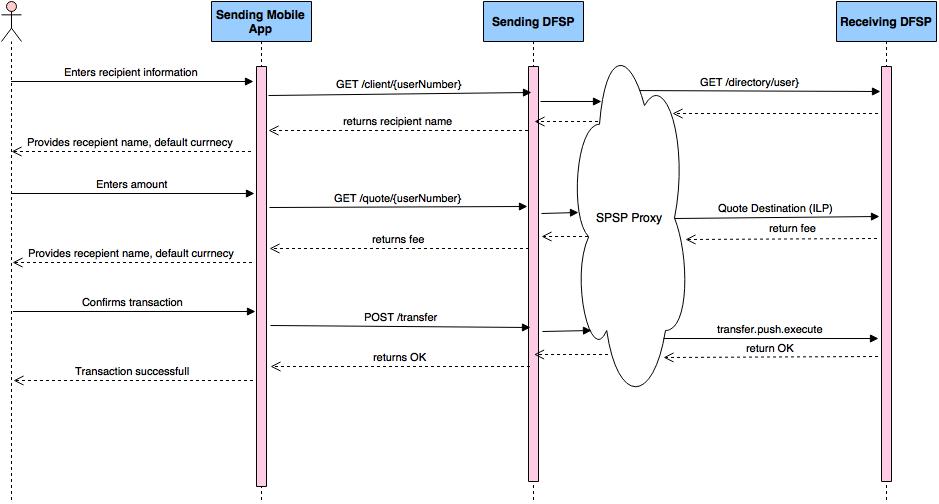 Sending Mobile
App
Sending DFSP
Receiving DFSP
Enters recipient information
GET /client/{userNumber}
GET /directory/user}
returns recipient name
Provides recepient name, default currnecy
Enters amount
GET /quote/{userNumber}
SPSP Proxy
Quote Destination (ILP)
return fee
returns fee
Provides recepient name, default currnecy
Confirms transaction
POST /transfer
transfer.push.execute
return OK
returns OK
Transaction successfull